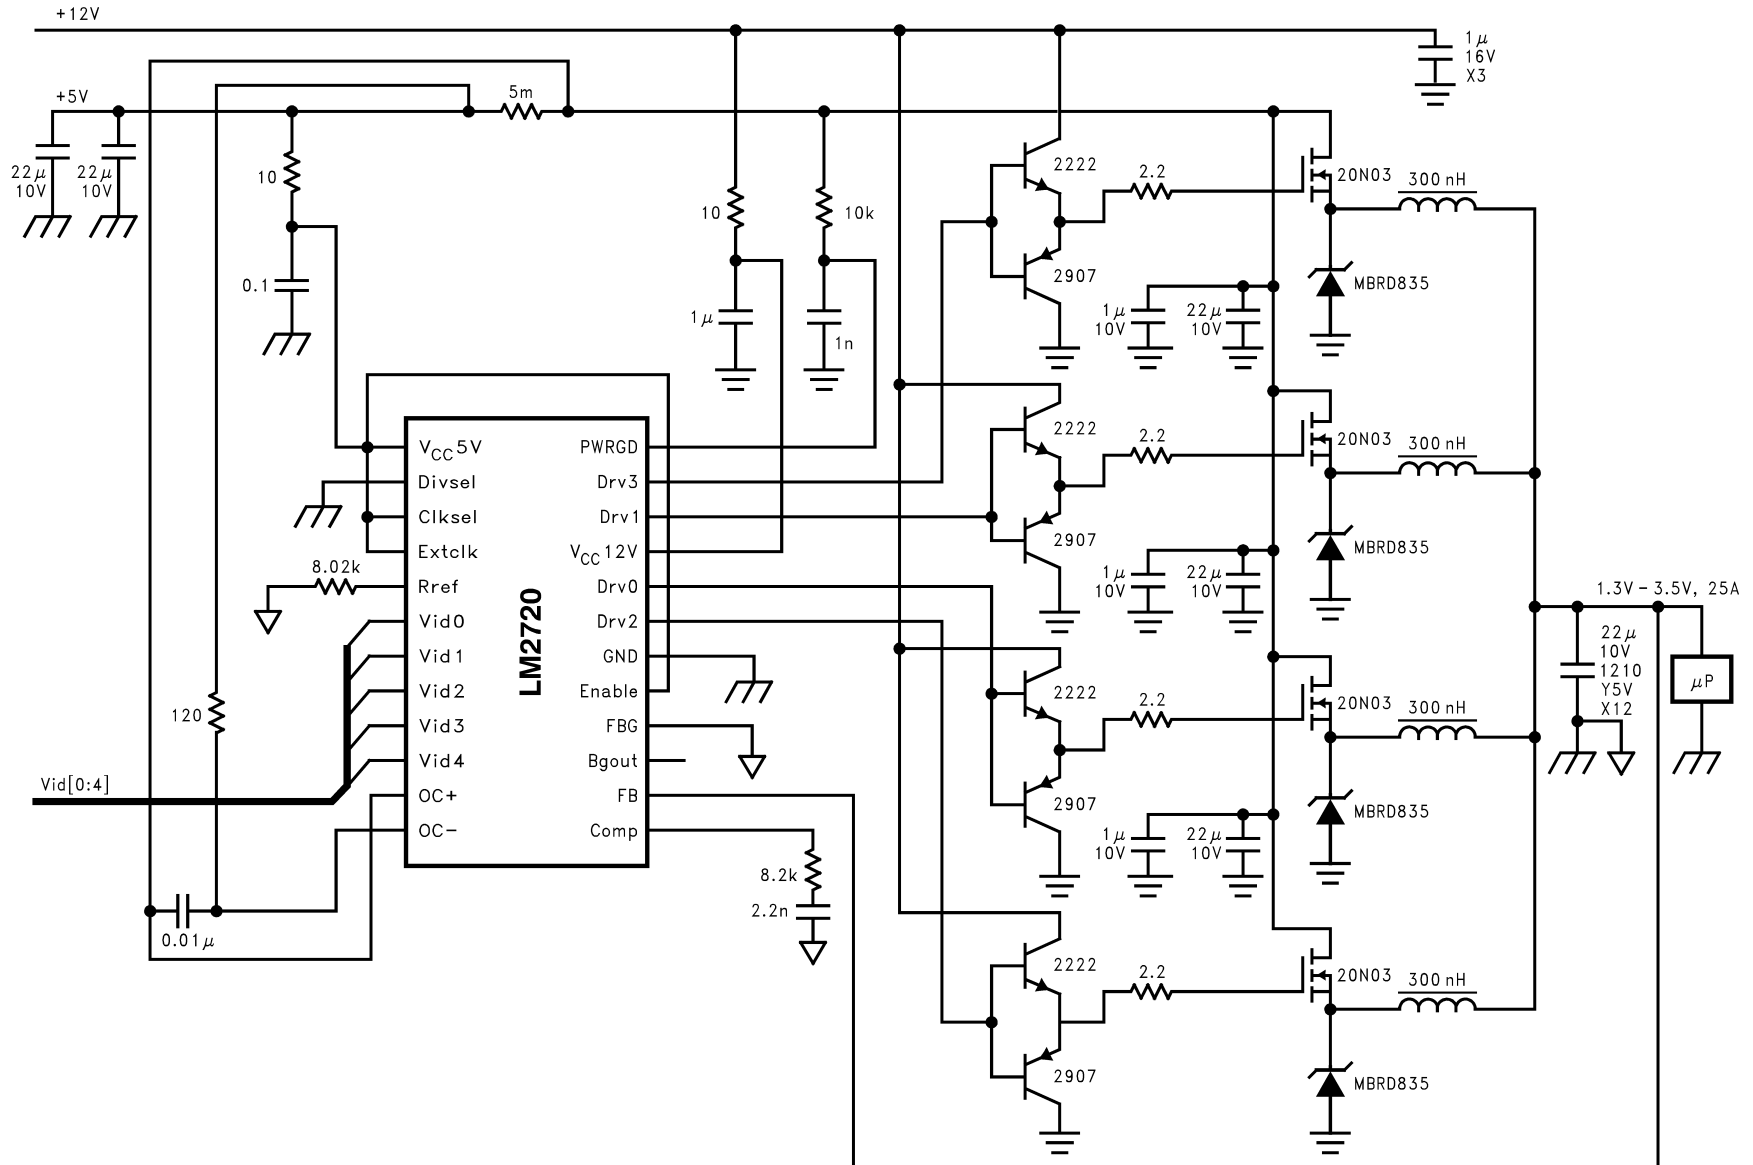 +12V
1µ
16V
X3
+5V
5m
22µ
10V
22µ
10V
10
0.1
10
1µ
10k
1n
2222
2.2
20N03
300 nH
2907
1µ
10V
22µ
10V
MBRD835
2222
2.2
20N03
300 nH
2907
1µ
10V
22µ
10V
MBRD835
VCC5V
Divsel
Clksel
Extclk
Rref
Vid0
Vid1
Vid2
Vid3
Vid4
OC+
OC−
LM2720
PWRGD
Drv3
Drv1
VCC12V
Drv0
Drv2
GND
Enable
FBG
Bgout
FB
Comp
8.02k
120
Vid[0:4]
0.01µ
8.2k
2.2n
2222
2.2
20N03
300 nH
2907
1µ
10V
22µ
10V
MBRD835
1.3V − 3.5V, 25A
22µ
10V
1210
Y5V
X12
µP
2222
2.2
20N03
300 nH
2907
MBRD835